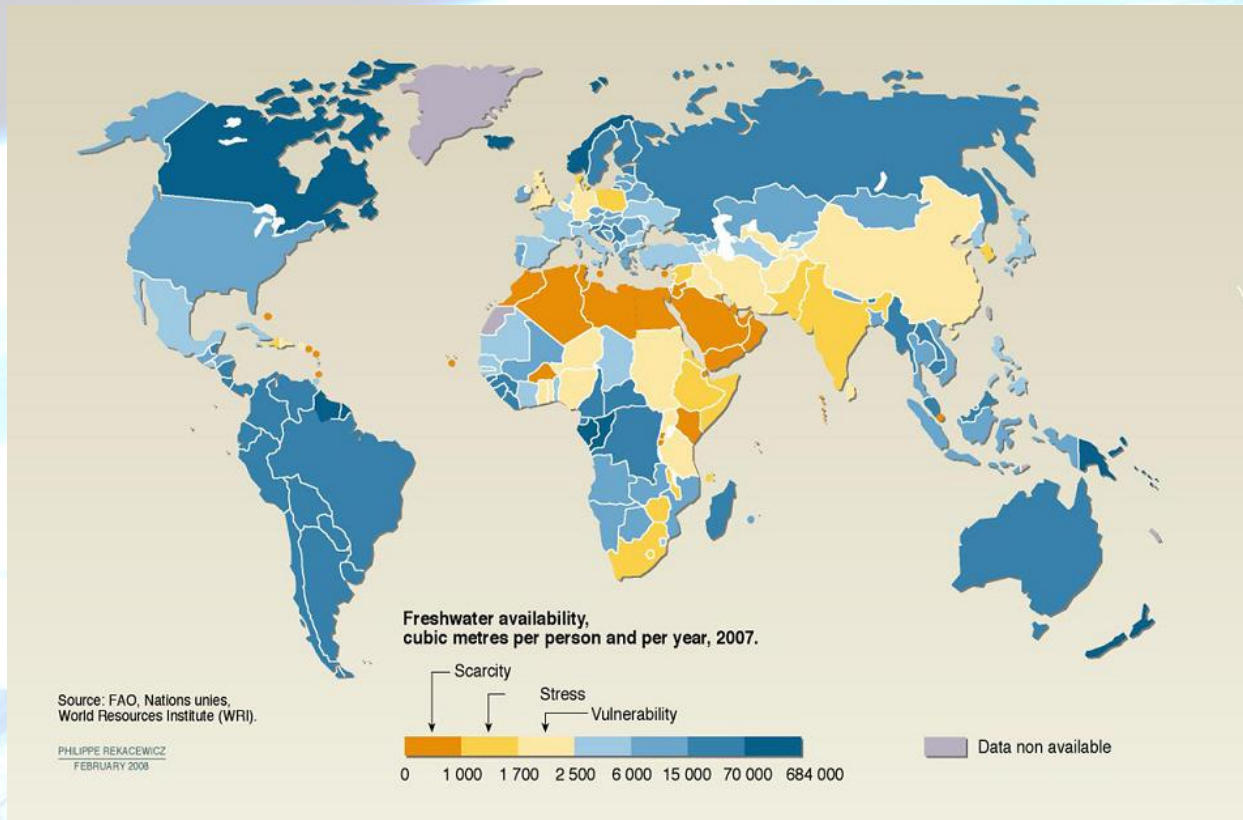 Freshwater availability,
cubic metres per person and per year, 2007.
Scarcity
Stress
Vulnerability
0 1 000 1 700 2 500 6 000 15 000 70 000 684 000
Data non available
Source: FAO, Nations unies,
World Resources Institute (WRI).
PHILIPPE REKACEWICZ
FEBRUARY 2008